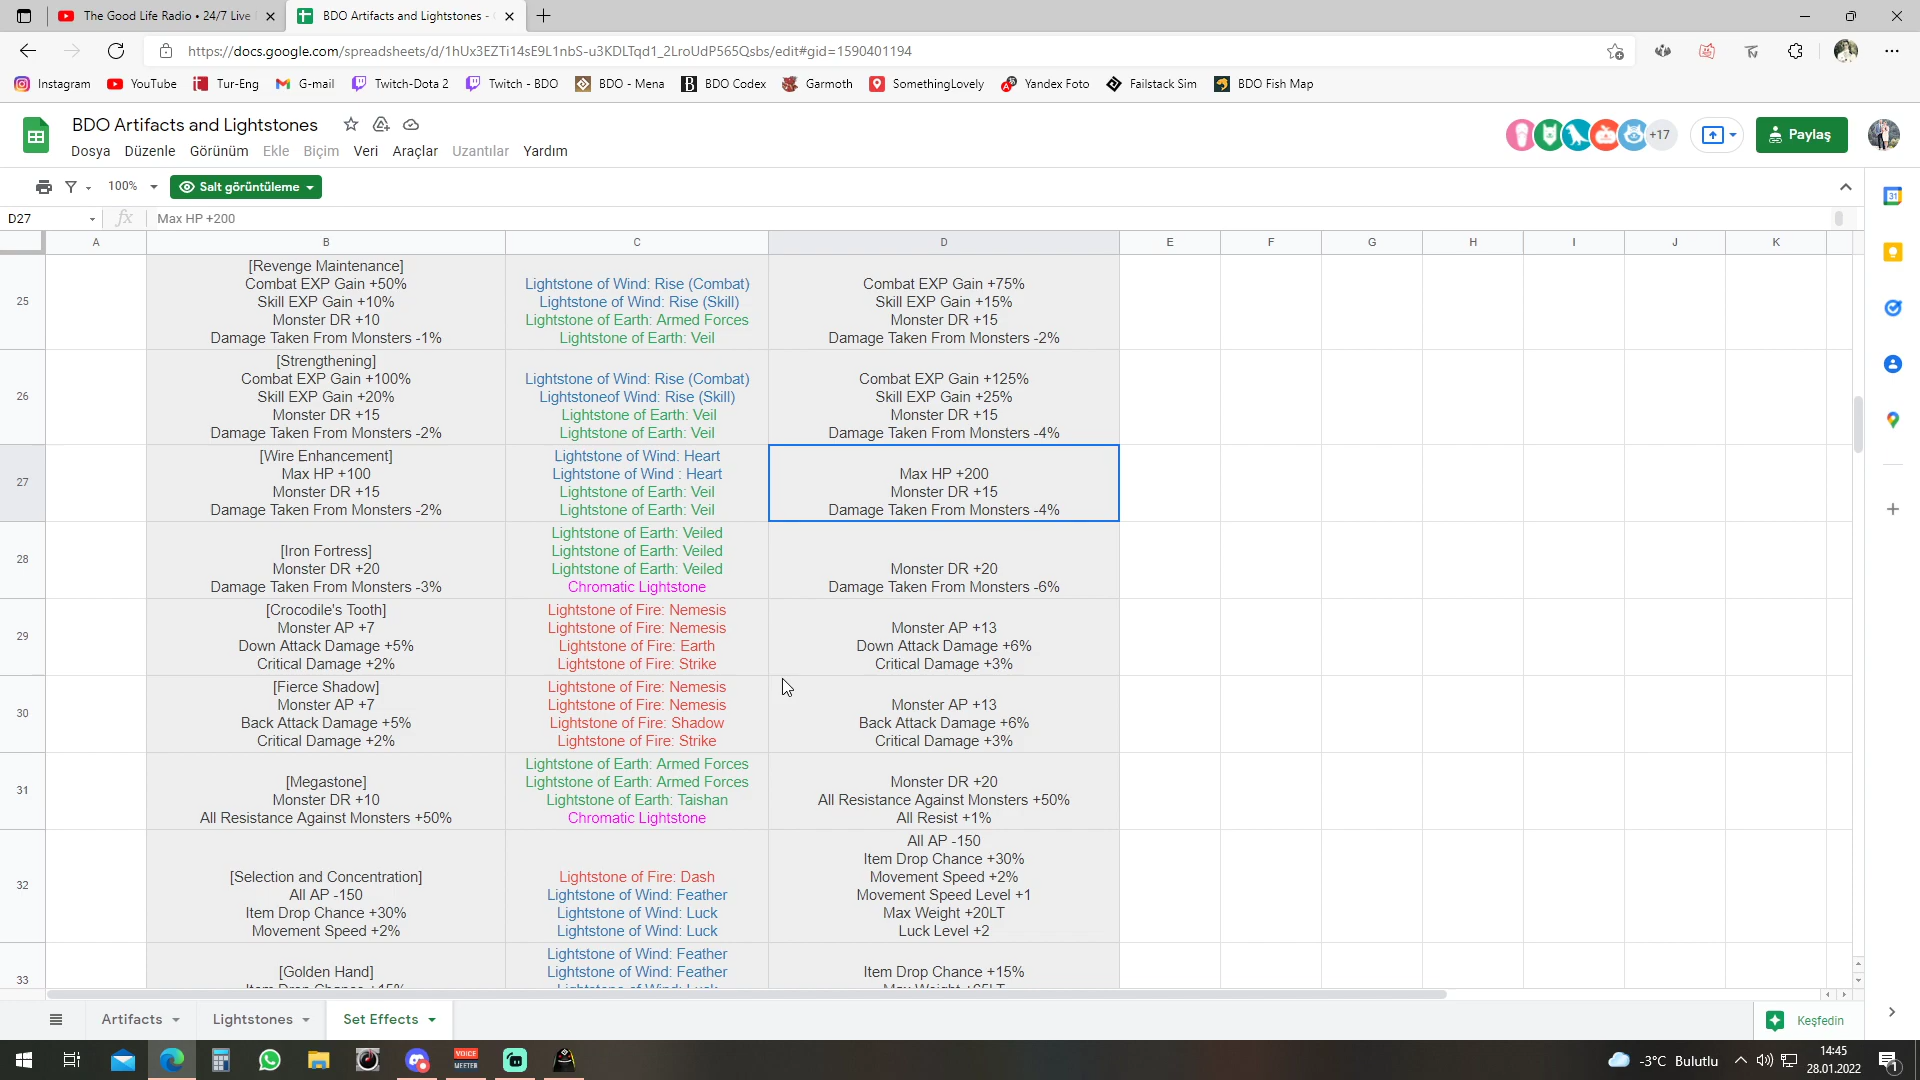 The Good Life Radio • 24/7 Live
BDO Artifacts and Lightstones -
https://docs.google.com/spreadsheets/d/1hUx3EZTi14sE9L1nbS-u3KDLTqd1_2LroUdP565Qsbs/edit#gid=1590401194
Instagram YouTube Tur-Eng G-mail Twitch-Dota 2 Twitch - BDO BDO - Mena BDO Codex Garmoth SomethingLovely Yandex Foto Failstack Sim BDO Fish Map
BDO Artifacts and Lightstones
+17
Paylaş
Dosya Düzenle Görünüm Ekle Biçim Veri Araçlar Uzantılar Yardım
100% Salt görüntüleme
31
D27 fx Max HP +200
A B C D E F G H I J K
25
[Revenge Maintenance]
Combat EXP Gain +50%
Skill EXP Gain +10%
Monster DR +10
Damage Taken From Monsters -1%
Lightstone of Wind: Rise (Combat)
Lightstone of Wind: Rise (Skill)
Lightstone of Earth: Armed Forces
Lightstone of Earth: Veil
Combat EXP Gain +75%
Skill EXP Gain +15%
Monster DR +15
Damage Taken From Monsters -2%
26
[Strengthening]
Combat EXP Gain +100%
Skill EXP Gain +20%
Monster DR +15
Damage Taken From Monsters -2%
Lightstone of Wind: Rise (Combat)
Lightstoneof Wind: Rise (Skill)
Lightstone of Earth: Veil
Lightstone of Earth: Veil
Combat EXP Gain +125%
Skill EXP Gain +25%
Monster DR +15
Damage Taken From Monsters -4%
27
[Wire Enhancement]
Max HP +100
Monster DR +15
Damage Taken From Monsters -2%
Lightstone of Wind: Heart
Lightstone of Wind : Heart
Lightstone of Earth: Veil
Lightstone of Earth: Veil
Max HP +200
Monster DR +15
Damage Taken From Monsters -4%
28
[Iron Fortress]
Monster DR +20
Damage Taken From Monsters -3%
Lightstone of Earth: Veiled
Lightstone of Earth: Veiled
Lightstone of Earth: Veiled
Chromatic Lightstone
Monster DR +20
Damage Taken From Monsters -6%
29
[Crocodile's Tooth]
Monster AP +7
Down Attack Damage +5%
Critical Damage +2%
Lightstone of Fire: Nemesis
Lightstone of Fire: Nemesis
Lightstone of Fire: Earth
Lightstone of Fire: Strike
Monster AP +13
Down Attack Damage +6%
Critical Damage +3%
30
[Fierce Shadow]
Monster AP +7
Back Attack Damage +5%
Critical Damage +2%
Lightstone of Fire: Nemesis
Lightstone of Fire: Nemesis
Lightstone of Fire: Shadow
Lightstone of Fire: Strike
Monster AP +13
Back Attack Damage +6%
Critical Damage +3%
31
[Megastone]
Monster DR +10
All Resistance Against Monsters +50%
Lightstone of Earth: Armed Forces
Lightstone of Earth: Armed Forces
Lightstone of Earth: Taishan
Chromatic Lightstone
Monster DR +20
All Resistance Against Monsters +50%
All Resist +1%
32
[Selection and Concentration]
All AP -150
Item Drop Chance +30%
Movement Speed +2%
Lightstone of Fire: Dash
Lightstone of Wind: Feather
Lightstone of Wind: Luck
Lightstone of Wind: Luck
All AP -150
Item Drop Chance +30%
Movement Speed +2%
Movement Speed Level +1
Max Weight +20LT
Luck Level +2
33
[Golden Hand]
Item Drop Chance +15%
Lightstone of Wind: Feather
Lightstone of Wind: Feather
Lightstone of Wind: Luck
Item Drop Chance +15%
Max Weight +65LT
Artifacts Lightstones Set Effects
Keşfedin
VOICE
MEETER
-3°C Bulutlu
14:45
28.01.2022
1